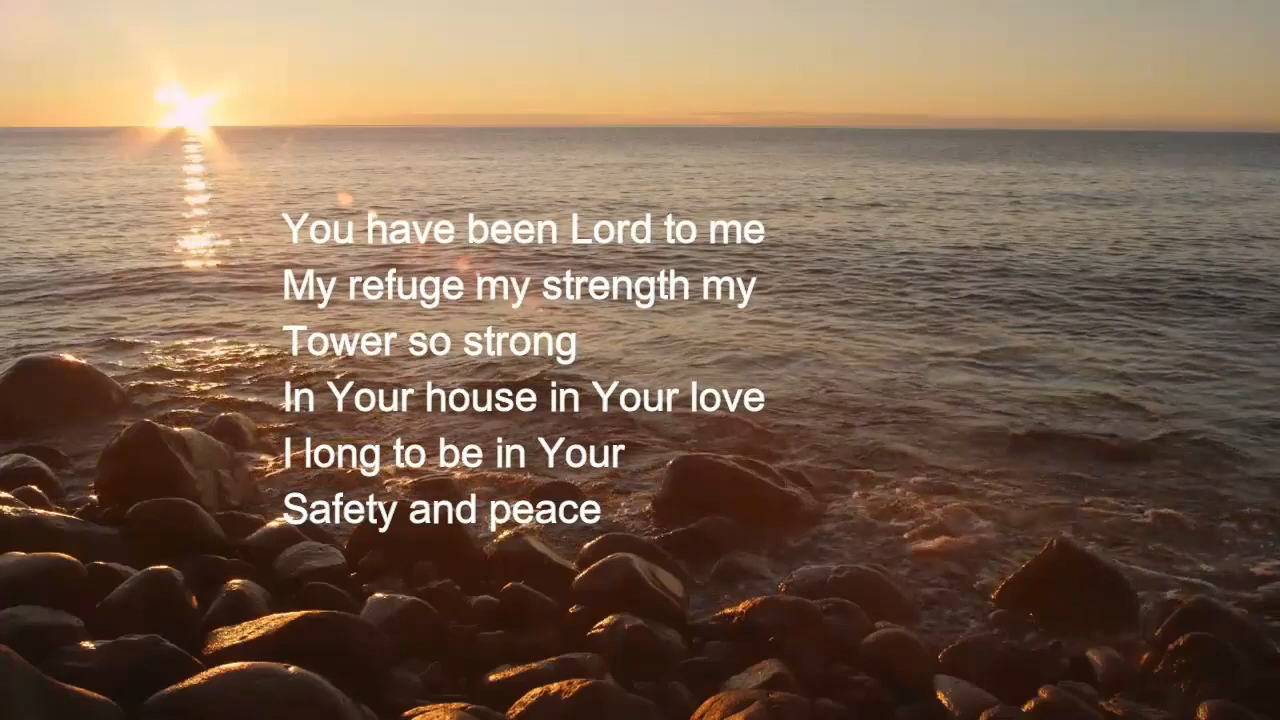 You have been Lord to me
My refuge my strength my
Tower so strong
In Your house in Your love
I long to be in Your
Safety and peace